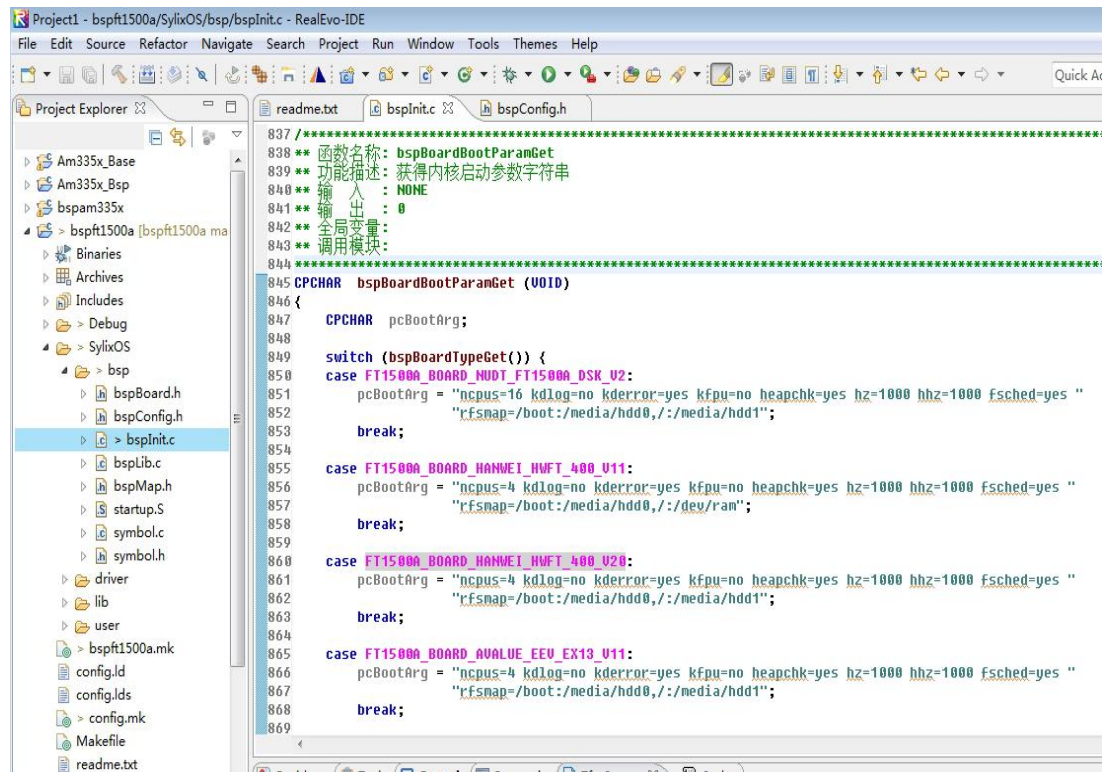 Project1 - bspft1500a/SylixOS/bsp/bspInit.c - RealEvo-IDE
File Edit Source Refactor Navigate Search Project Run Window Tools Themes Help
Quick Ac
Project Explorer
readme.txt
bspInit.c
bspConfig.h
Am335x_Base
Am335x_Bsp
bspam335x
> bspft1500a [bspft1500a ma
Binaries
Archives
Includes
> Debug
> SylixOS
> bsp
bspBoard.h
bspConfig.h
> bspInit.c
bspLib.c
bspMap.h
startup.S
symbol.c
symbol.h
driver
lib
user
> bspft1500a.mk
config.ld
config.lds
> config.mk
Makefile
readme.txt
837 /*****************************************************************************
838 ** 函数名称: bspBoardBootParamGet
839 ** 功能描述: 获得内核启动参数字符串
840 ** 输　入　: NONE
841 ** 输　出　: 0
842 ** 全局变量:
843 ** 调用模块:
844 *****************************************************************************
845 CPCHAR  bspBoardBootParamGet (VOID)
846 {
847     CPCHAR  pcBootArg;
848
849     switch (bspBoardTypeGet()) {
850     case FT1500A_BOARD_NUDT_FT1500A_DSK_V2:
851         pcBootArg = "ncpus=16 kdlog=no kderror=yes kfpu=no heapchk=yes hz=1000 hhz=1000 fsched=yes "
852                     "rfsmap=/boot:/media/hdd0,/:/media/hdd1";
853         break;
854
855     case FT1500A_BOARD_HANWEI_HWFT_400_V11:
856         pcBootArg = "ncpus=4 kdlog=no kderror=yes kfpu=no heapchk=yes hz=1000 hhz=1000 fsched=yes "
857                     "rfsmap=/boot:/media/hdd0,/:/dev/ram";
858         break;
859
860     case FT1500A_BOARD_HANWEI_HWFT_400_V20:
861         pcBootArg = "ncpus=4 kdlog=no kderror=yes kfpu=no heapchk=yes hz=1000 hhz=1000 fsched=yes "
862                     "rfsmap=/boot:/media/hdd0,/:/media/hdd1";
863         break;
864
865     case FT1500A_BOARD_AVALUE_EEV_EX13_V11:
866         pcBootArg = "ncpus=4 kdlog=no kderror=yes kfpu=no heapchk=yes hz=1000 hhz=1000 fsched=yes "
867                     "rfsmap=/boot:/media/hdd0,/:/media/hdd1";
868         break;
869